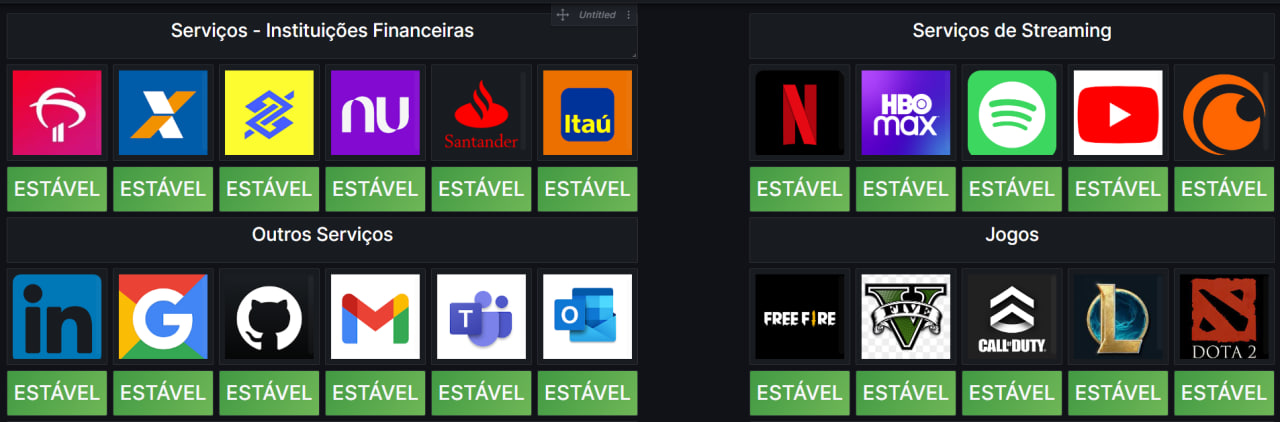 Untitled
Serviços - Instituições Financeiras
nu
Santander
Itaú
ESTÁVEL ESTÁVEL ESTÁVEL ESTÁVEL ESTÁVEL ESTÁVEL
Outros Serviços
in
G
T
O
ESTÁVEL ESTÁVEL ESTÁVEL ESTÁVEL ESTÁVEL ESTÁVEL
Serviços de Streaming
N
HBO
max
ESTÁVEL ESTÁVEL ESTÁVEL ESTÁVEL ESTÁVEL
Jogos
FREE FIRE
V
FIVE
CALL OF DUTY
L
DOTA 2
ESTÁVEL ESTÁVEL ESTÁVEL ESTÁVEL ESTÁVEL